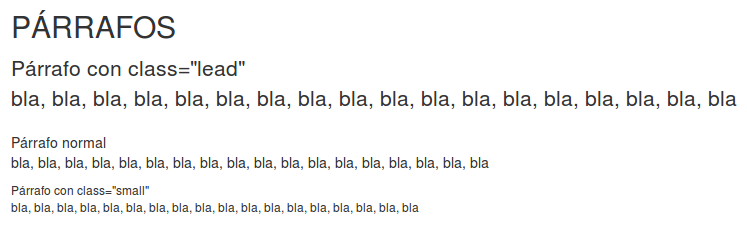 PÁRRAFOS
Párrafo con class="lead"
bla, bla, bla, bla, bla, bla, bla, bla, bla, bla, bla, bla, bla, bla, bla, bla, bla, bla
Párrafo normal
bla, bla, bla, bla, bla, bla, bla, bla, bla, bla, bla, bla, bla, bla, bla, bla, bla, bla
Párrafo con class="small"
bla, bla, bla, bla, bla, bla, bla, bla, bla, bla, bla, bla, bla, bla, bla, bla, bla, bla